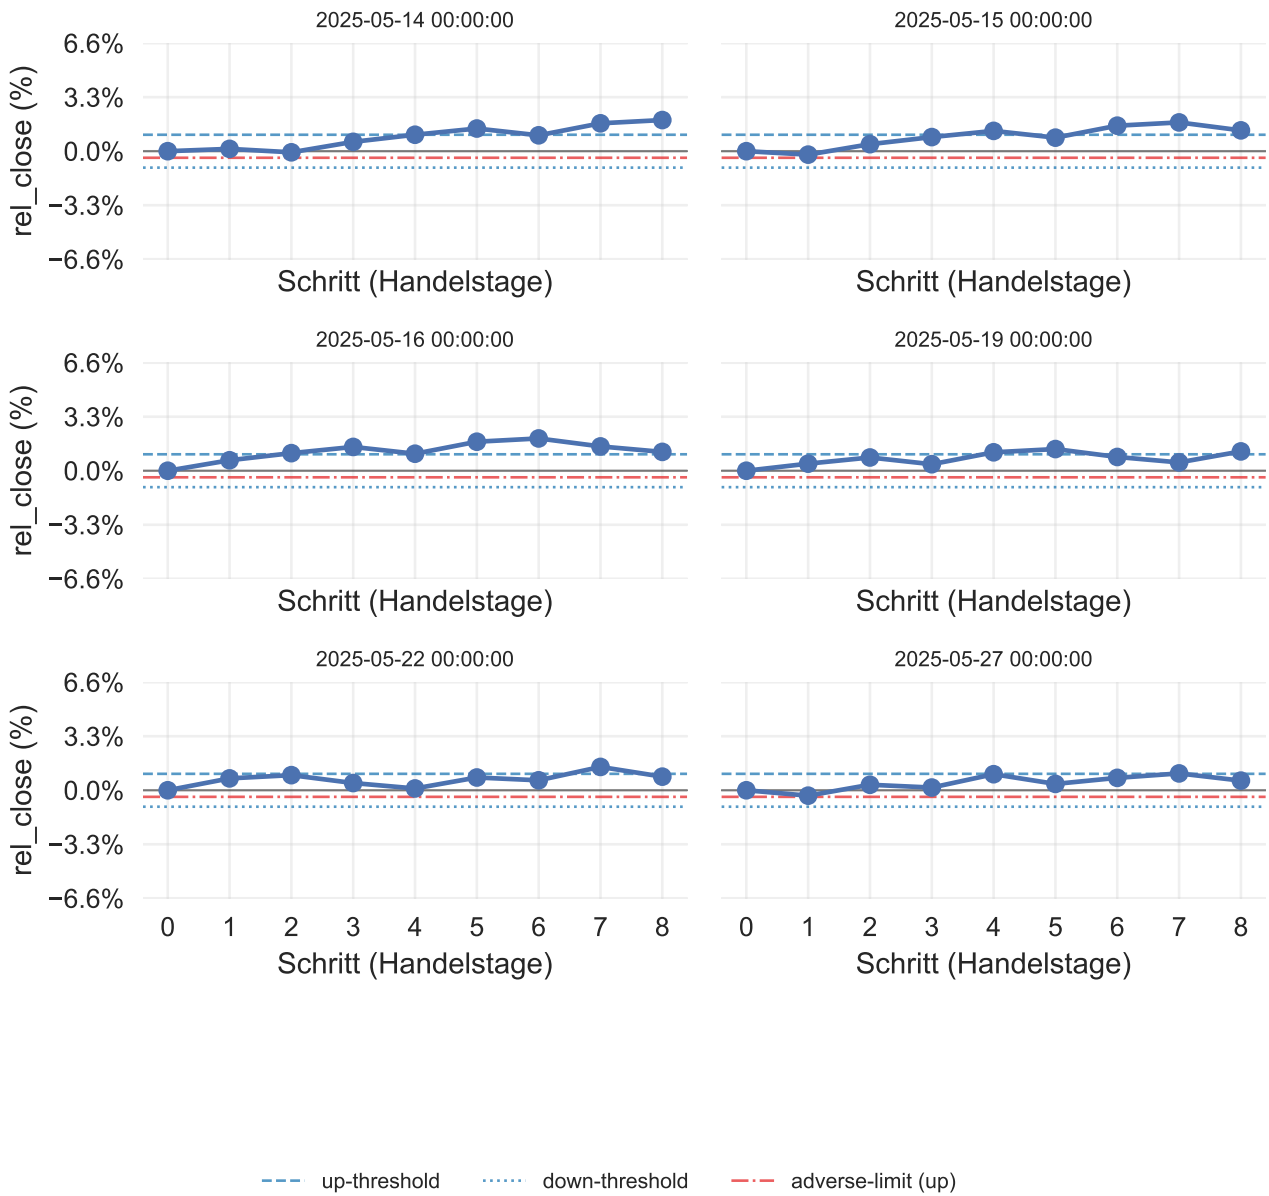 2025-05-14 00:00:00
2025-05-15 00:00:00
6.6%
3.3%
0.0%
−3.3%
−6.6%
rel_close (%)
Schritt (Handelstage)
Schritt (Handelstage)
2025-05-16 00:00:00
2025-05-19 00:00:00
6.6%
3.3%
0.0%
−3.3%
−6.6%
rel_close (%)
Schritt (Handelstage)
Schritt (Handelstage)
2025-05-22 00:00:00
2025-05-27 00:00:00
6.6%
3.3%
0.0%
−3.3%
−6.6%
rel_close (%)
0 1 2 3 4 5 6 7 8
0 1 2 3 4 5 6 7 8
Schritt (Handelstage)
Schritt (Handelstage)
up-threshold down-threshold adverse-limit (up)